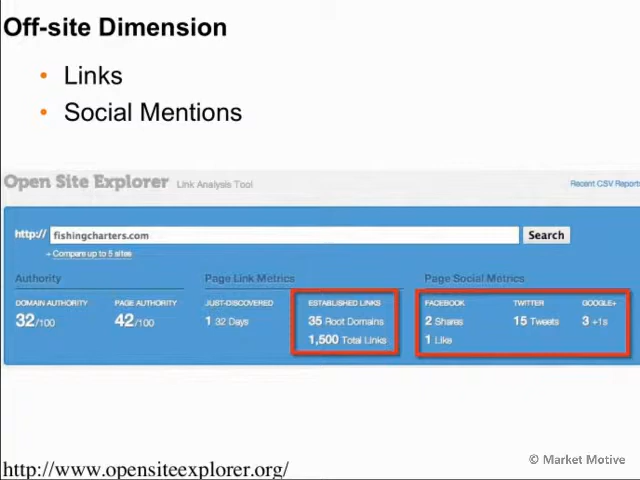 Off-site Dimension
• Links
• Social Mentions
Open Site Explorer Link Analysis Tool Recent CSV Reports
http:// fishingcharters.com Search
+ Compare up to 5 sites
Authority Page Link Metrics Page Social Metrics
DOMAIN AUTHORITY PAGE AUTHORITY JUST-DISCOVERED ESTABLISHED LINKS FACEBOOK TWITTER GOOGLE+
32/100 42/100 1 32 Days 35 Root Domains 2 Shares 15 Tweets 3 +1s
1,500 Total Links 1 Like
© Market Motive
http://www.opensiteexplorer.org/